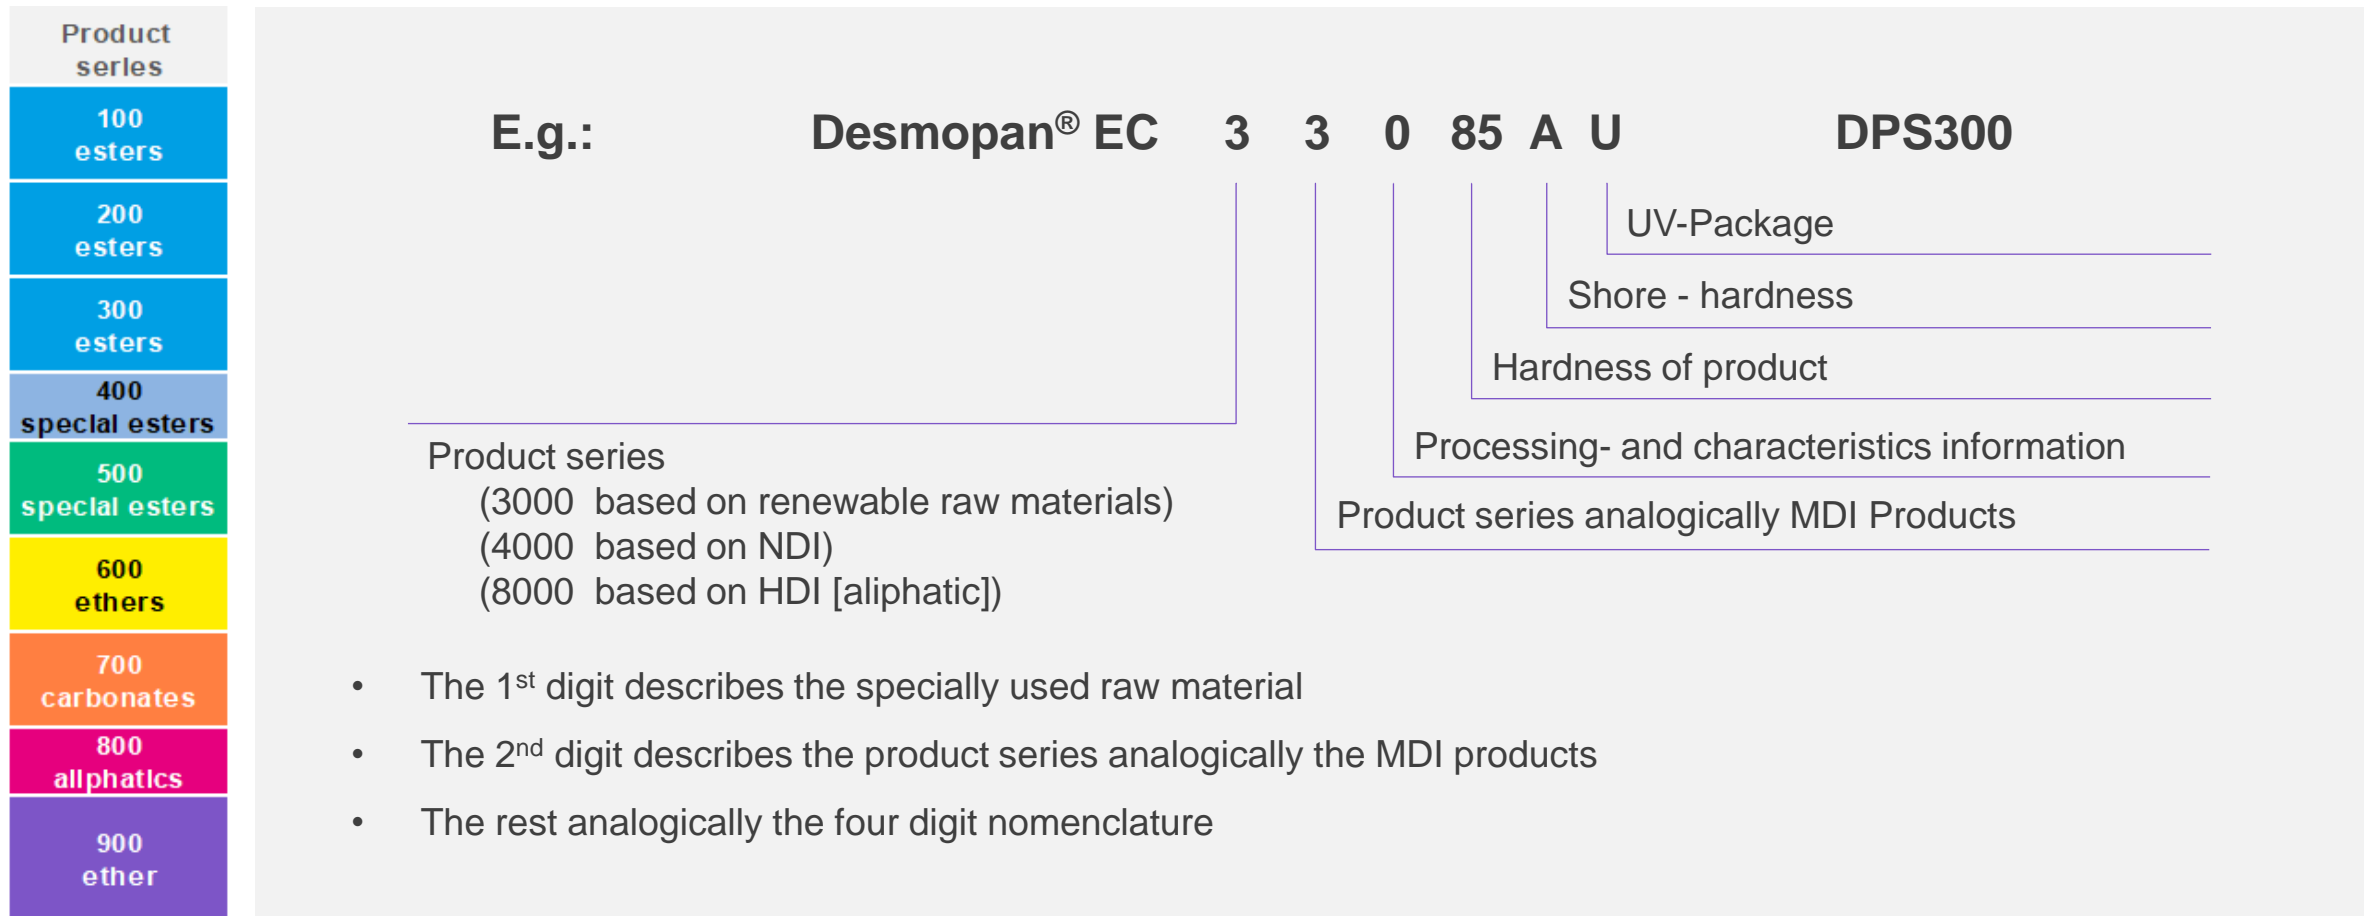 Product
series
100
esters
200
esters
300
esters
400
special esters
500
special esters
600
ethers
700
carbonates
800
aliphatics
900
ether
E.g.: Desmopan® EC 3 3 0 85 A U DPS300
UV-Package
Shore - hardness
Hardness of product
Processing- and characteristics information
Product series analogically MDI Products
Product series
(3000 based on renewable raw materials)
(4000 based on NDI)
(8000 based on HDI [aliphatic])
• The 1st digit describes the specially used raw material
• The 2nd digit describes the product series analogically the MDI products
• The rest analogically the four digit nomenclature